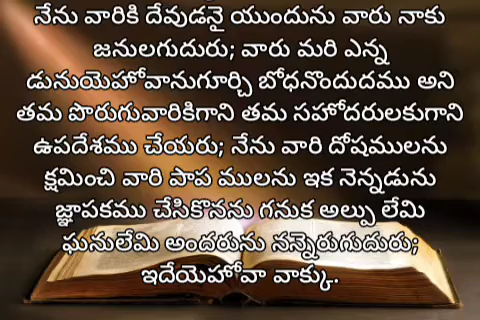 నేను వారికి దేవుడనై యుందును వారు నాకు
జనులగుదురు; వారు మరి ఎన్న
డునుయెహోవానుగూర్చి బోధనొందుదము అని
తమ పొరుగువారికిగాని తమ సహోదరులకుగాని
ఉపదేశము చేయరు; నేను వారి దోషములను
క్షమించి వారి పాప ములను ఇక నెన్నడును
జ్ఞాపకము చేసికొనను గనుక అల్పు లేమి
ఘనులేమి అందరును నన్నెరుగుదురు;
ఇదేయెహోవా వాక్కు.